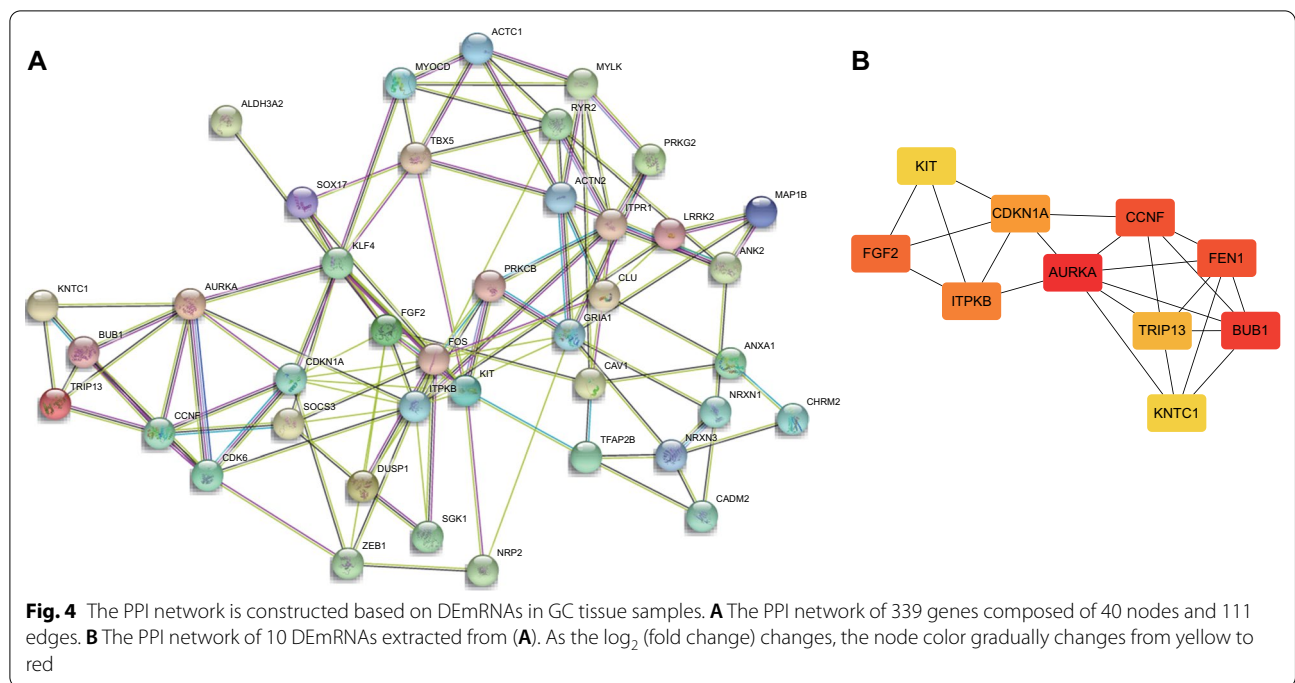 A
B
ACTC1
MYOCD
MYLK
ALDH3A2
RYR2
TBX5
PRKG2
SOX17
ACTN2
MAP1B
ITPR1
LRRK2
KLF4
ANK2
PRKCB
CLU
KNTC1
AURKA
FGF2
GRIA1
BUB1
FOS
ANXA1
CDKN1A
KIT
CAV1
TRIP13
ITPKB
NRXN1
CHRM2
CCNF
SOCS3
TFAP2B
NRXN3
CDK6
DUSP1
CADM2
SGK1
ZEB1
NRP2
KIT
CDKN1A
CCNF
FGF2
AURKA
FEN1
ITPKB
TRIP13
BUB1
KNTC1
Fig. 4 The PPI network is constructed based on DEmRNAs in GC tissue samples. A The PPI network of 339 genes composed of 40 nodes and 111
edges. B The PPI network of 10 DEmRNAs extracted from (A). As the log2 (fold change) changes, the node color gradually changes from yellow to
red